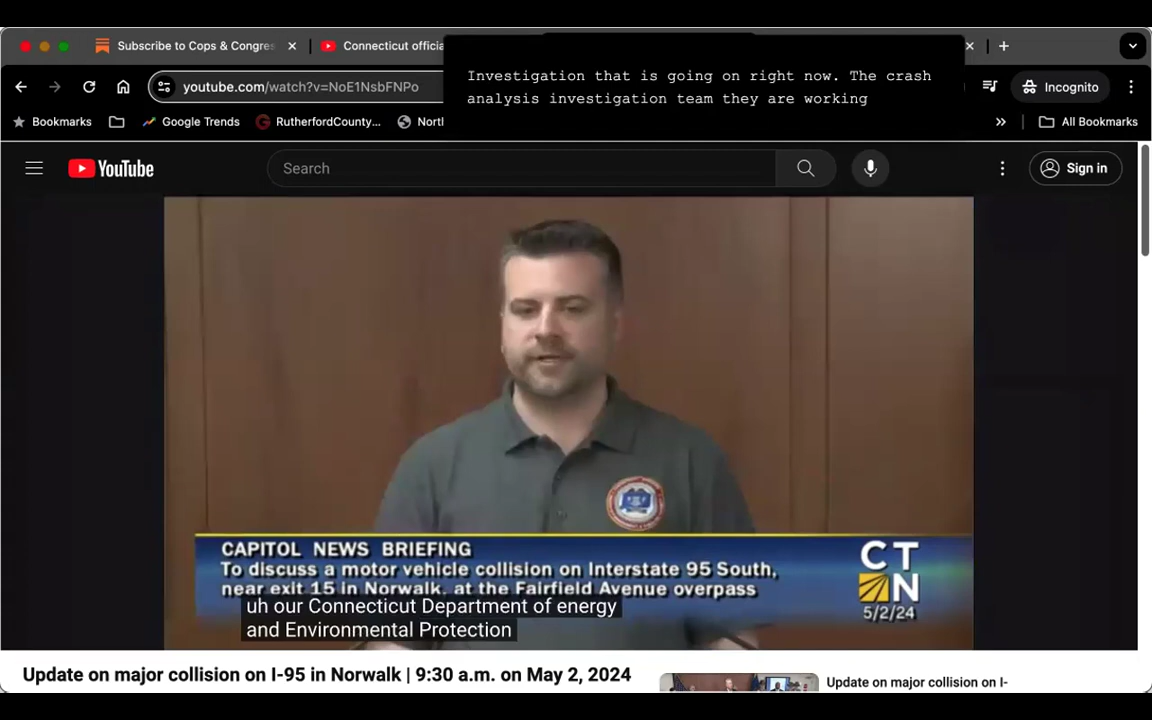 Subscribe to Cops & Congres
Connecticut officia
Investigation that is going on right now. The crash
analysis investigation team they are working
youtube.com/watch?v=NoE1NsbFNPo
Incognito
Bookmarks
Google Trends
RutherfordCounty...
North
All Bookmarks
YouTube
Search
Sign in
CAPITOL NEWS BRIEFING
To discuss a motor vehicle collision on Interstate 95 South,
near exit 15 in Norwalk, at the Fairfield Avenue overpass
CTN
5/2/24
uh our Connecticut Department of energy
and Environmental Protection
Update on major collision on I-95 in Norwalk | 9:30 a.m. on May 2, 2024
Update on major collision on I-